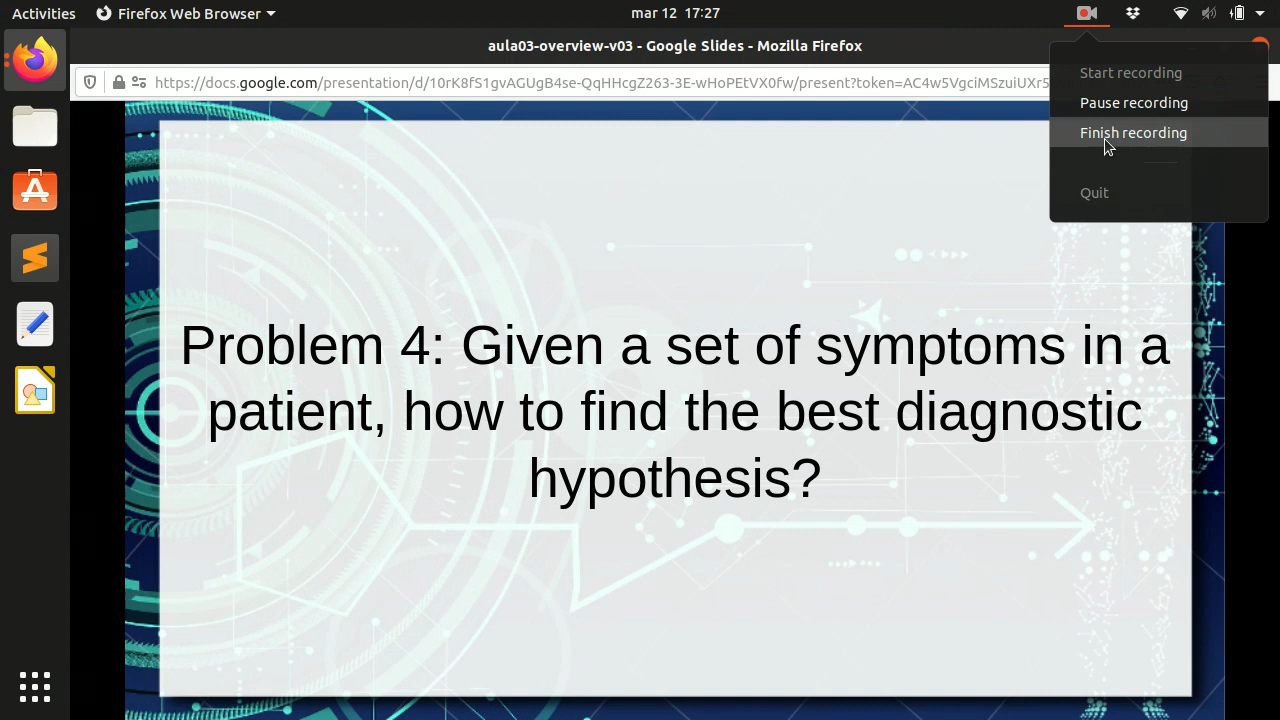 Activities
Firefox Web Browser
mar 12 17:27
aula03-overview-v03 - Google Slides - Mozilla Firefox
https://docs.google.com/presentation/d/10rK8fS1gvAGUgB4se-QqHHcgZ263-3E-wHoPEtVX0fw/present?token=AC4w5VgciMSzuiUXr5
Start recording
Pause recording
Finish recording
Quit
Problem 4: Given a set of symptoms in a
patient, how to find the best diagnostic
hypothesis?